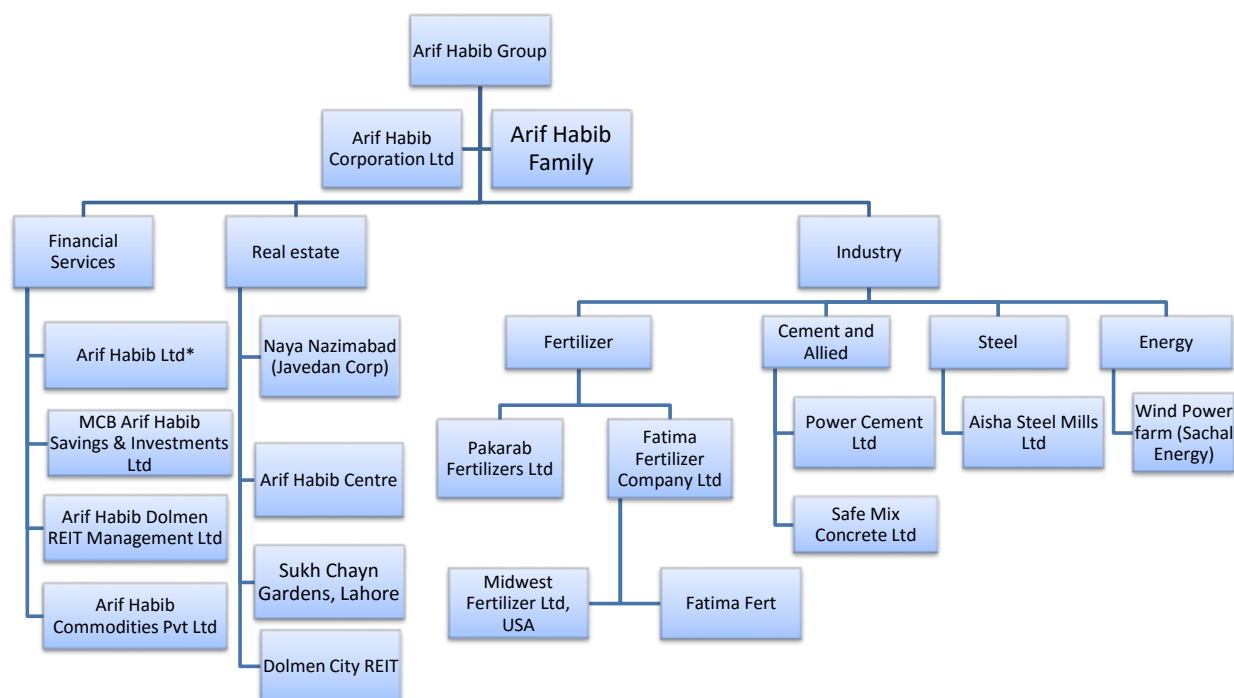 Arif Habib Group
Arif Habib
Corporation Ltd
Arif Habib
Family
Financial
Services
Real estate
Industry
Arif Habib Ltd*
MCB Arif Habib
Savings & Investments
Ltd
Arif Habib Dolmen
REIT Management Ltd
Arif Habib
Commodities Pvt Ltd
Naya Nazimabad
(Javedan Corp)
Arif Habib Centre
Sukh Chayn
Gardens, Lahore
Dolmen City REIT
Fertilizer
Cement and
Allied
Steel
Energy
Pakarab
Fertilizers Ltd
Fatima
Fertilizer
Company Ltd
Midwest
Fertilizer Ltd,
USA
Fatima Fert
Power Cement
Ltd
Safe Mix
Concrete Ltd
Aisha Steel Mills
Ltd
Wind Power
farm (Sachal
Energy)